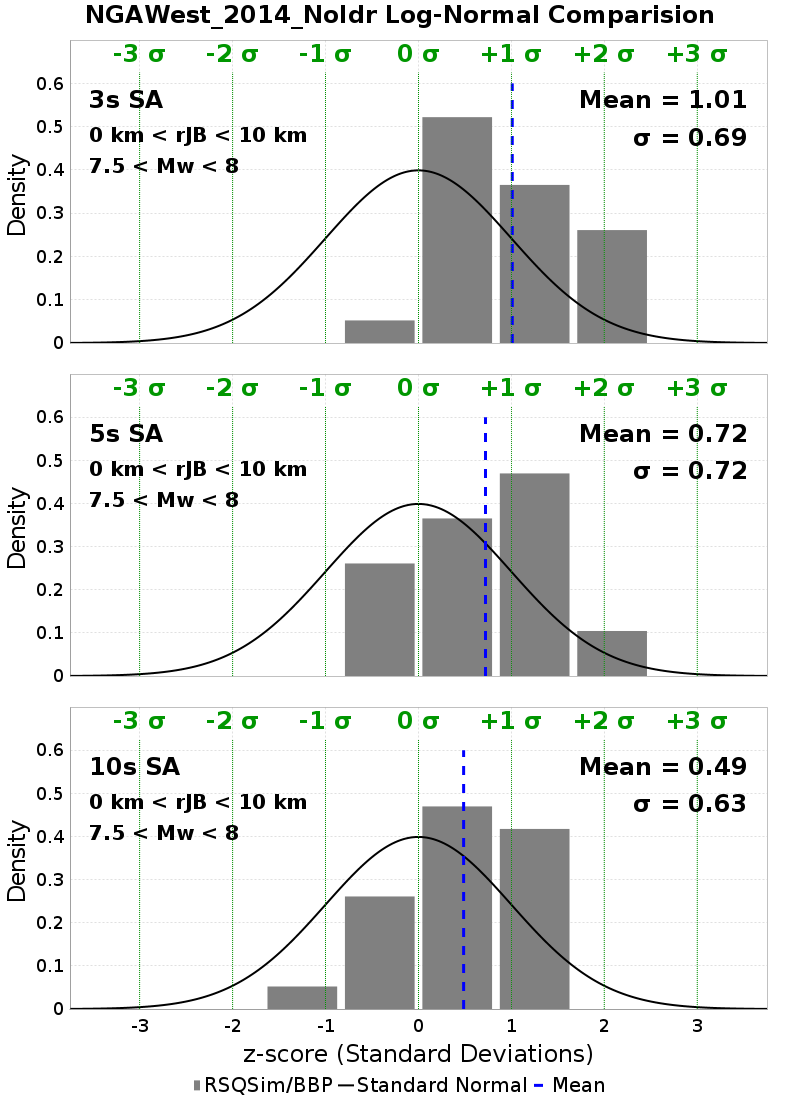 NGAWest_2014_NoIdr Log-Normal Comparision
-3 σ -2 σ -1 σ 0 σ +1 σ +2 σ +3 σ
0.6
3s SA Mean = 1.01
0.5
0 km < rJB < 10 km σ = 0.69
7.5 < Mw < 8
0.4
0.3
0.2
0.1
0
Density
-3 σ -2 σ -1 σ 0 σ +1 σ +2 σ +3 σ
0.6
5s SA Mean = 0.72
0.5
0 km < rJB < 10 km σ = 0.72
7.5 < Mw < 8
0.4
0.3
0.2
0.1
0
Density
-3 σ -2 σ -1 σ 0 σ +1 σ +2 σ +3 σ
0.6
10s SA Mean = 0.49
0.5
0 km < rJB < 10 km σ = 0.63
7.5 < Mw < 8
0.4
0.3
0.2
0.1
0
Density
-3 -2 -1 0 1 2 3
z-score (Standard Deviations)
RSQSim/BBP Standard Normal Mean